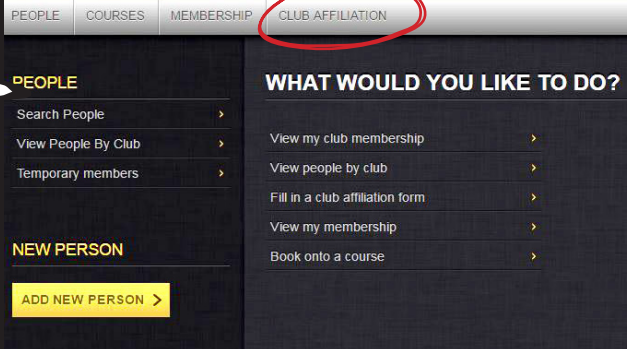 PEOPLE COURSES MEMBERSHIP CLUB AFFILIATION
PEOPLE
Search People
View People By Club
Temporary members
NEW PERSON
ADD NEW PERSON
WHAT WOULD YOU LIKE TO DO?
View my club membership
View people by club
Fill in a club affiliation form
View my membership
Book onto a course